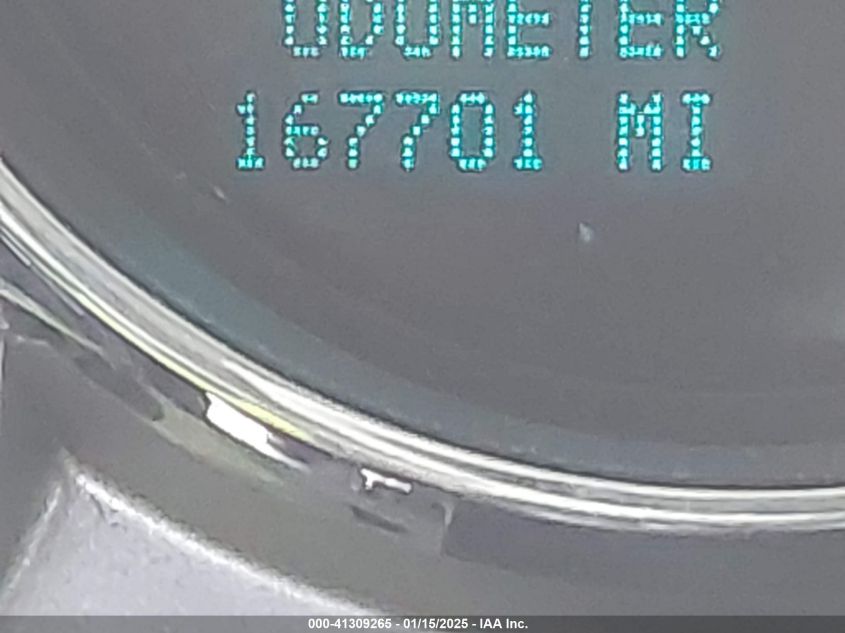 ODOMETER
167701 MI
000-41309265 - 01/15/2025 - IAA Inc.